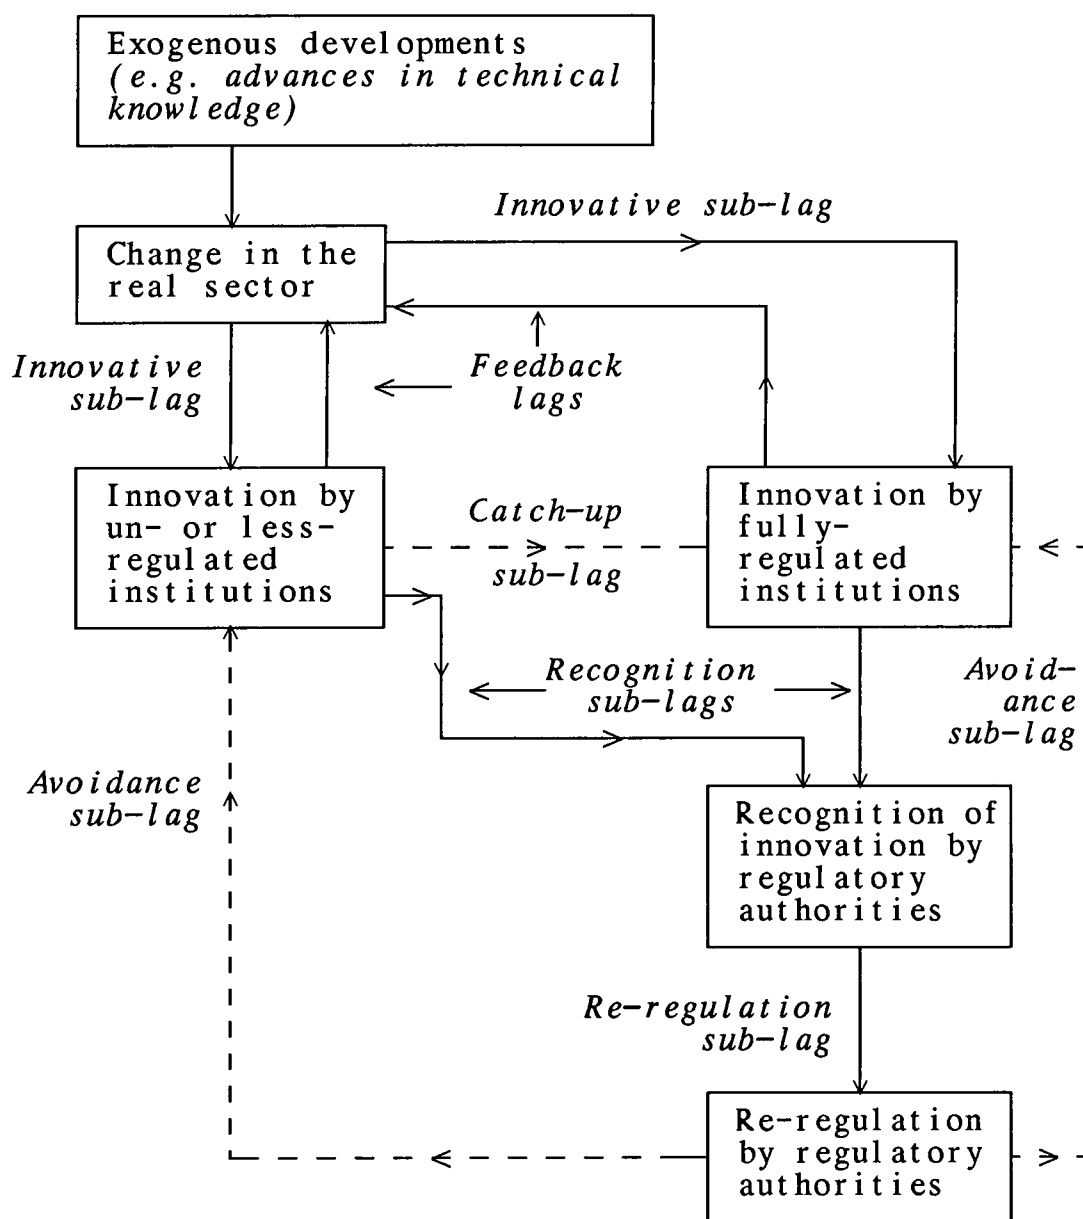 Exogenous developments
(e.g. advances in technical
knowledge)
Innovative sub-lag
Change in the
real sector
Innovative
sub-lag
Feedback
lags
Innovation by
un- or less-
regulated
institutions
Catch-up
sub-lag
Innovation by
fully-
regulated
institutions
Recognition
sub-lags
Avoid-
ance
sub-lag
Avoidance
sub-lag
Recognition of
innovation by
regulatory
authorities
Re-regulation
sub-lag
Re-regulation
by regulatory
authorities